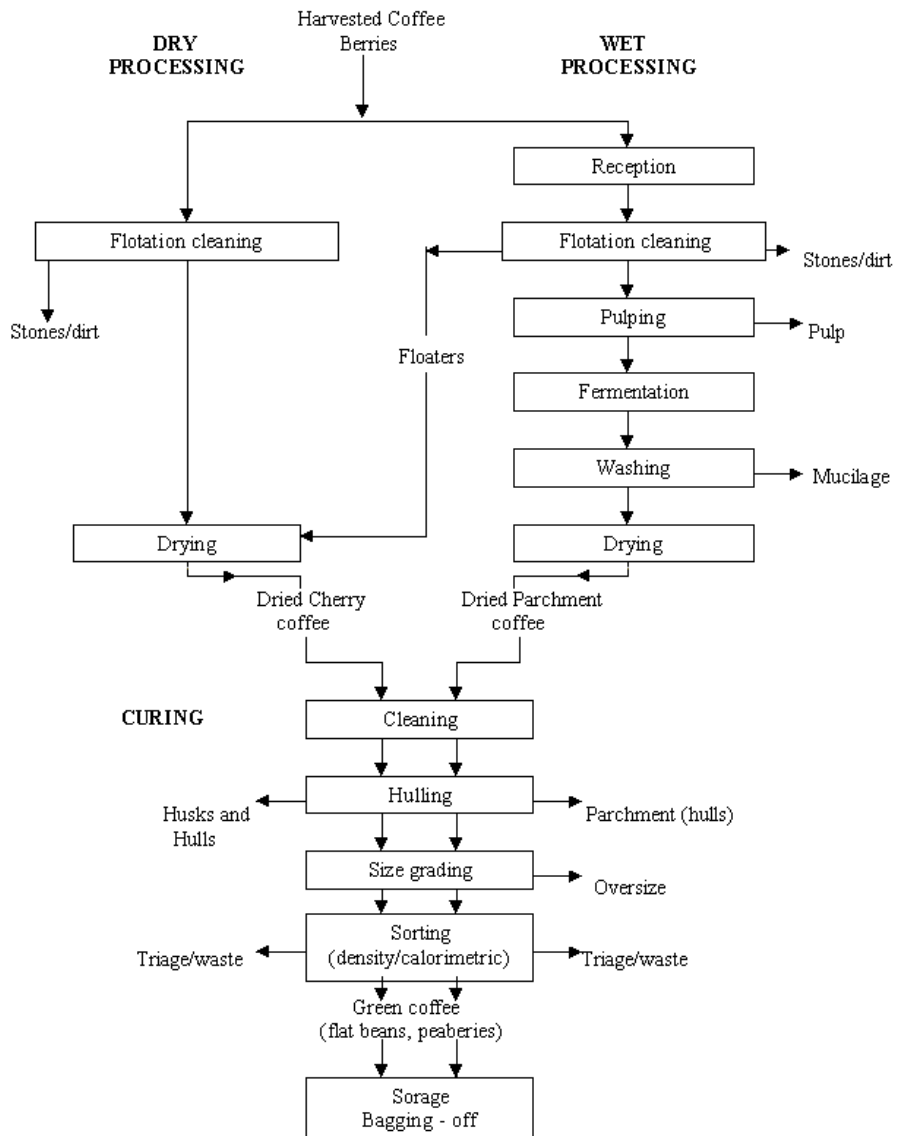 Harvested Coffee
Berries
DRY
PROCESSING
WET
PROCESSING
Reception
Flotation cleaning
Flotation cleaning
Stones/dirt
Stones/dirt
Pulping
Pulp
Floaters
Fermentation
Washing
Mucilage
Drying
Drying
Dried Cherry
coffee
Dried Parchment
coffee
CURING
Cleaning
Hulling
Husks and
Hulls
Parchment (hulls)
Size grading
Oversize
Sorting
(density/calorimetric)
Triage/waste
Triage/waste
Green coffee
(flat beans, peaberies)
Sorage
Bagging - off